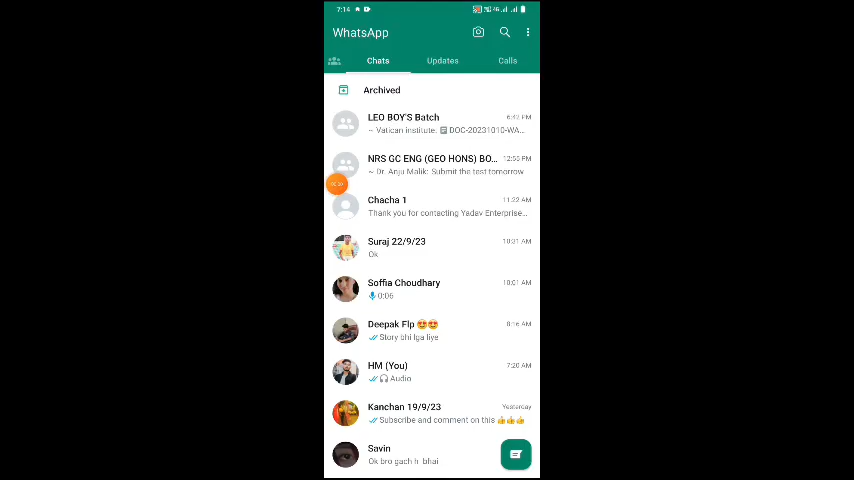 7:14
WhatsApp
Chats Updates Calls
Archived
LEO BOY'S Batch 6:42 PM
~ Vatican institute. DOC-20231010-WA...
NRS GC ENG (GEO HONS) BO... 12:55 PM
~ Dr. Anju Malik: Submit the test tomorrow
Chacha 1 11:22 AM
Thank you for contacting Yadav Enterprise...
Suraj 22/9/23 10:21 AM
Ok
Soffia Choudhary 10:01 AM
0:06
Deepak Flp 😍😍 8:16 AM
Story bhi lga liye
HM (You) 7:20 AM
Audio
Kanchan 19/9/23 Yesterday
Subscribe and comment on this 👍👍👍
Savin
Ok bro gach h bhai